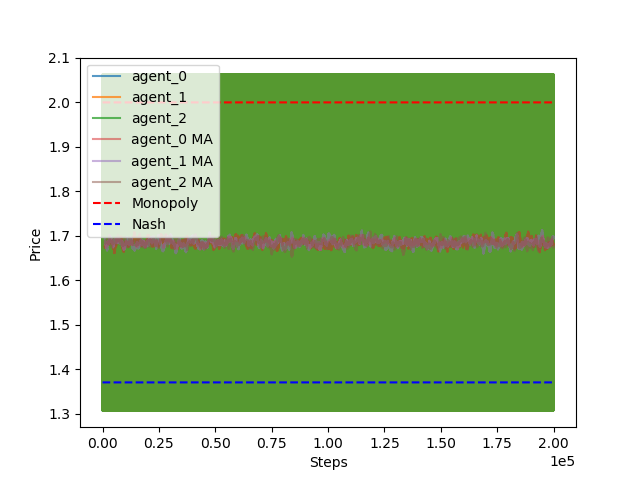 2.1
2.0
1.9
1.8
1.7
1.6
1.5
1.4
1.3
Price
agent_0
agent_1
agent_2
agent_0 MA
agent_1 MA
agent_2 MA
Monopoly
Nash
0.00 0.25 0.50 0.75 1.00 1.25 1.50 1.75 2.00
Steps
1e5